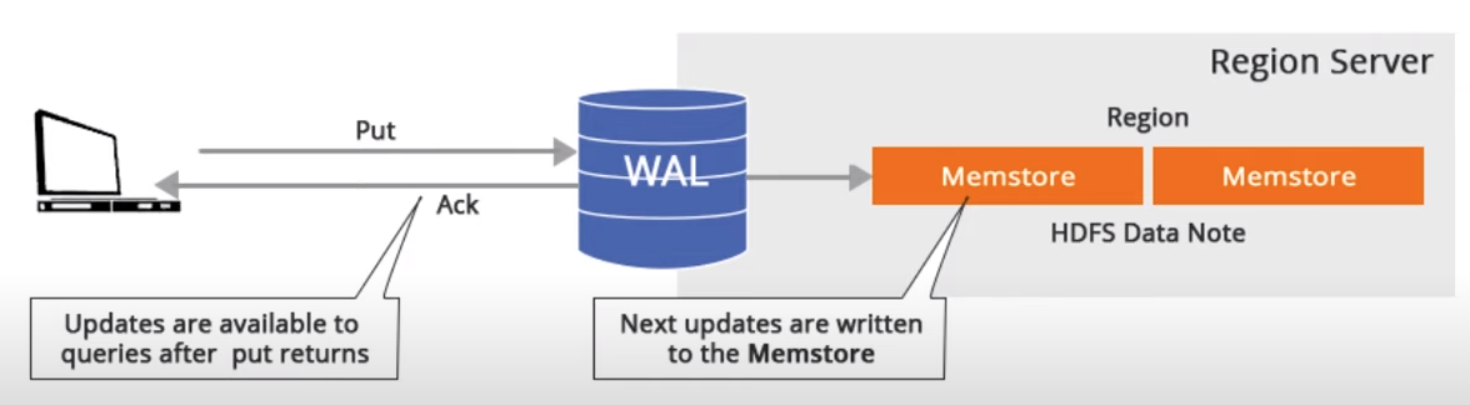 Region Server
Region
Put
WAL
Memstore
Memstore
Ack
HDFS Data Note
Updates are available to
queries after put returns
Next updates are written
to the Memstore